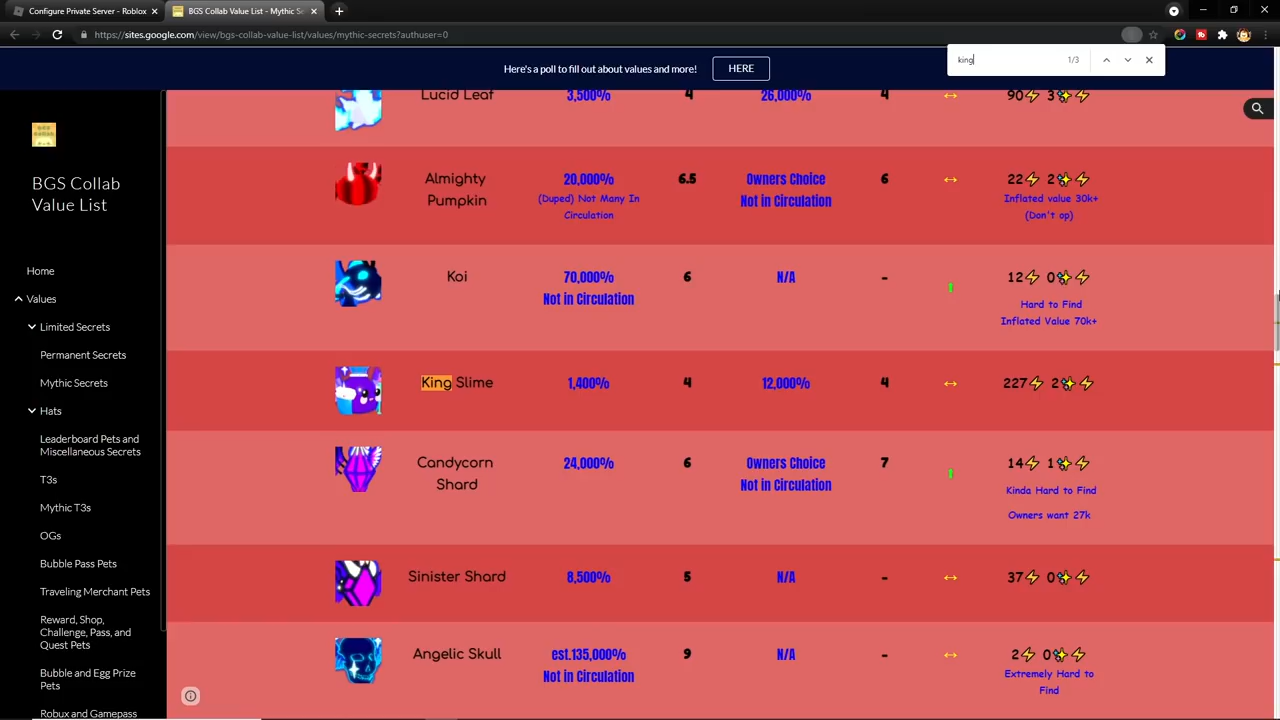 Configure Private Server - Roblox
BGS Collab Value List - Mythic Se
https://sites.google.com/view/bgs-collab-value-list/values/mythic-secrets?authuser=0
king
1/3
Here's a poll to fill out about values and more!
HERE
BGS Collab
Value List
Home
Values
Limited Secrets
Permanent Secrets
Mythic Secrets
Hats
Leaderboard Pets and
Miscellaneous Secrets
T3s
Mythic T3s
OGs
Bubble Pass Pets
Traveling Merchant Pets
Reward, Shop,
Challenge, Pass, and
Quest Pets
Bubble and Egg Prize
Pets
Robux and Gamepass
Lucid Leaf 3,500% 4 26,000% 4 ↔ 90⚡ 3✨⚡
Almighty 20,000% 6.5 Owners Choice 6 ↔ 22⚡ 2✨⚡
Pumpkin (Duped) Not Many In Not in Circulation Inflated value 30k+
Circulation (Don't op)
Koi 70,000% 6 N/A - 12⚡ 0✨⚡
Not in Circulation Hard to Find
Inflated Value 70k+
King Slime 1,400% 4 12,000% 4 ↔ 227⚡ 2✨⚡
Candycorn 24,000% 6 Owners Choice 7 14⚡ 1✨⚡
Shard Not in Circulation Kinda Hard to Find
Owners want 27k
Sinister Shard 8,500% 5 N/A - ↔ 37⚡ 0✨⚡
Angelic Skull est.135,000% 9 N/A - ↔ 2⚡ 0✨⚡
Not in Circulation Extremely Hard to
Find